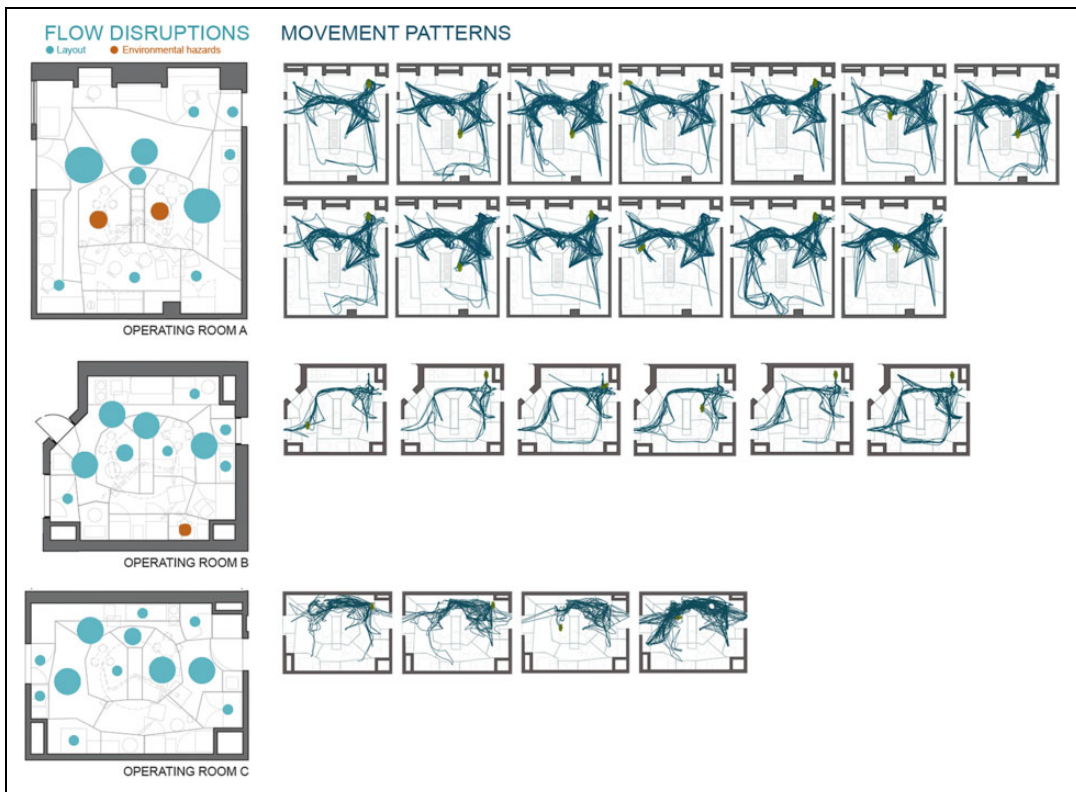 FLOW DISRUPTIONS
Layout
Environmental hazards
MOVEMENT PATTERNS
OPERATING ROOM A
OPERATING ROOM B
OPERATING ROOM C